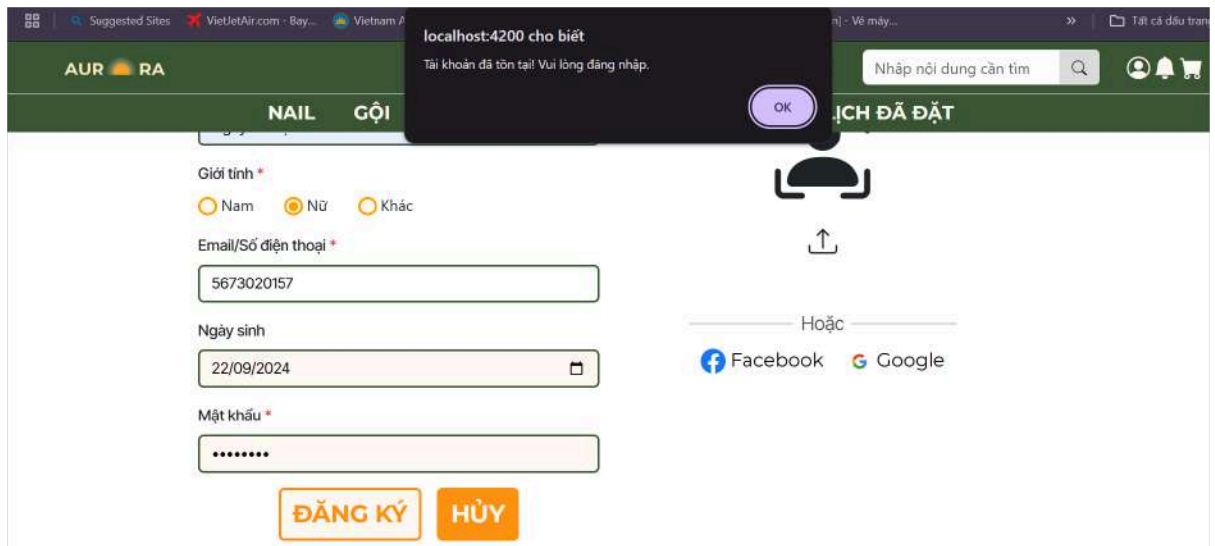 Suggested Sites VietJetAir.com - Bay... Vietnam A - Vé máy... » Tất cả dấu trang
localhost:4200 cho biết
Tài khoản đã tồn tại! Vui lòng đăng nhập.
OK
AUR RA Nhập nội dung cần tìm
NAIL GỘI LỊCH ĐÃ ĐẶT
Giới tính *
Nam Nữ Khác
Email/Số điện thoại *
5673020157
Ngày sinh
22/09/2024
Mật khẩu *
••••••••
ĐĂNG KÝ HỦY
Hoặc
Facebook Google